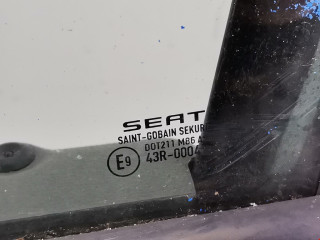 SEAT
SAINT-GOBAIN SEKUR
DOT211 M86 A
E9 43R-0004